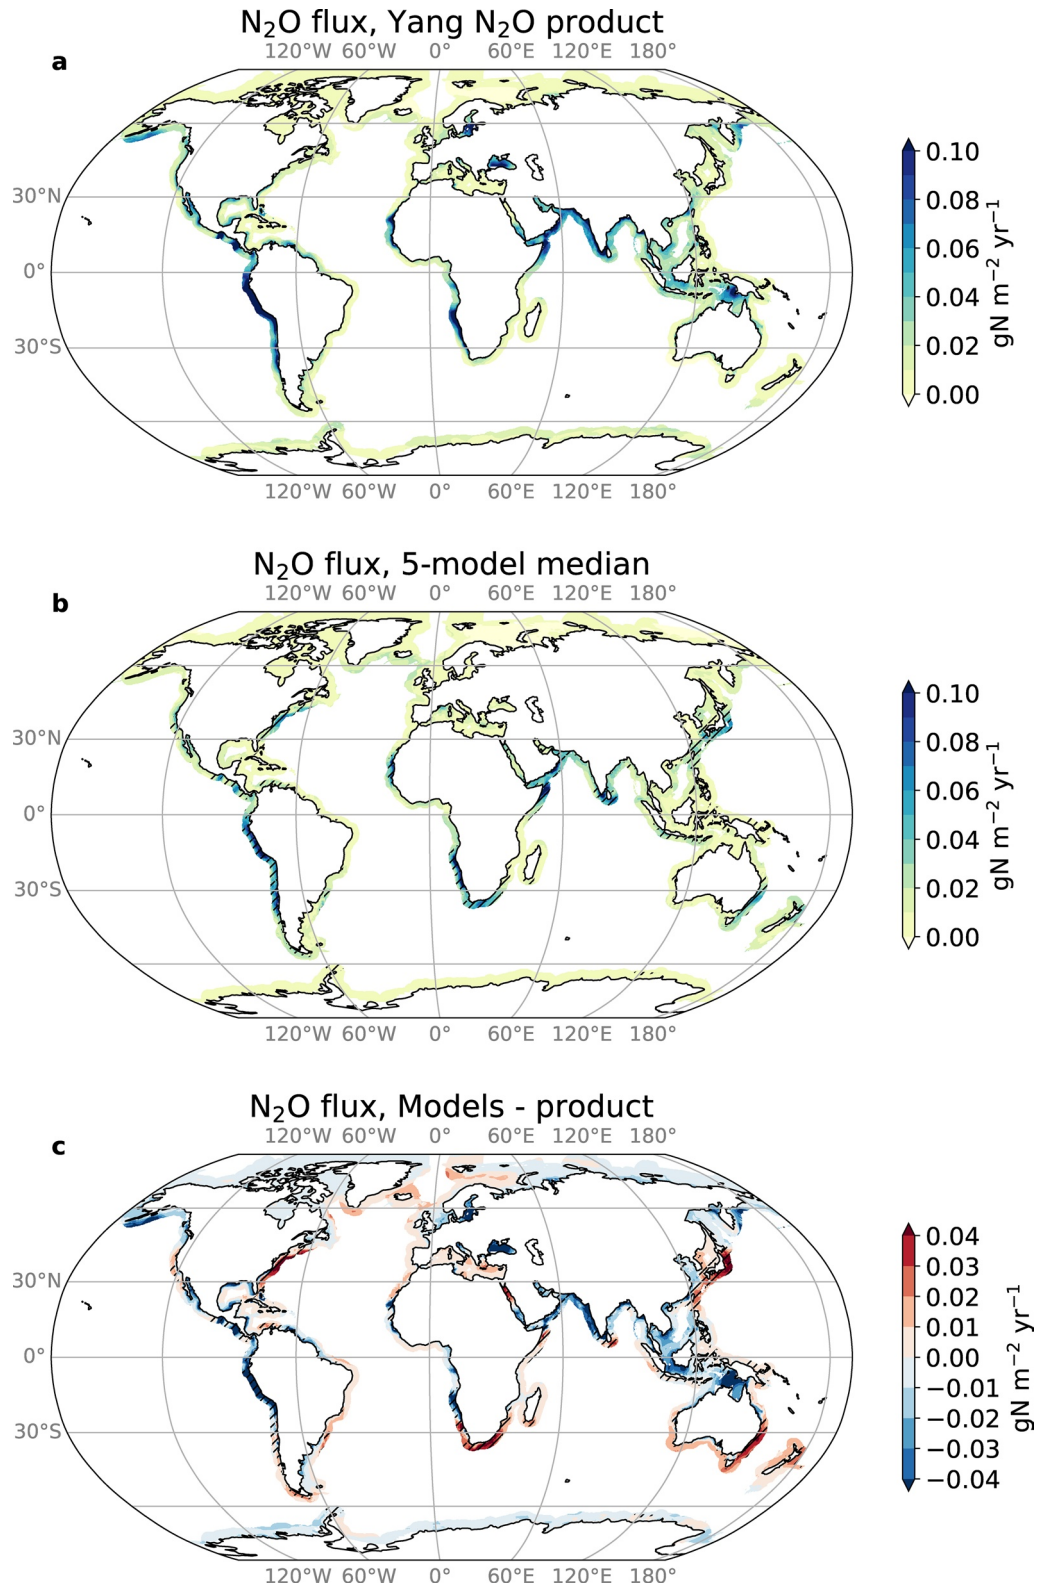 N₂O flux, Yang N₂O product
120°W 60°W 0° 60°E 120°E 180°
a
30°N
0°
30°S
120°W 60°W 0° 60°E 120°E 180°
0.10
0.08
0.06
0.04
0.02
0.00
gN m⁻² yr⁻¹
N₂O flux, 5-model median
120°W 60°W 0° 60°E 120°E 180°
b
30°N
0°
30°S
120°W 60°W 0° 60°E 120°E 180°
0.10
0.08
0.06
0.04
0.02
0.00
gN m⁻² yr⁻¹
N₂O flux, Models - product
120°W 60°W 0° 60°E 120°E 180°
c
30°N
0°
30°S
120°W 60°W 0° 60°E 120°E 180°
0.04
0.03
0.02
0.01
0.00
−0.01
−0.02
−0.03
−0.04
gN m⁻² yr⁻¹